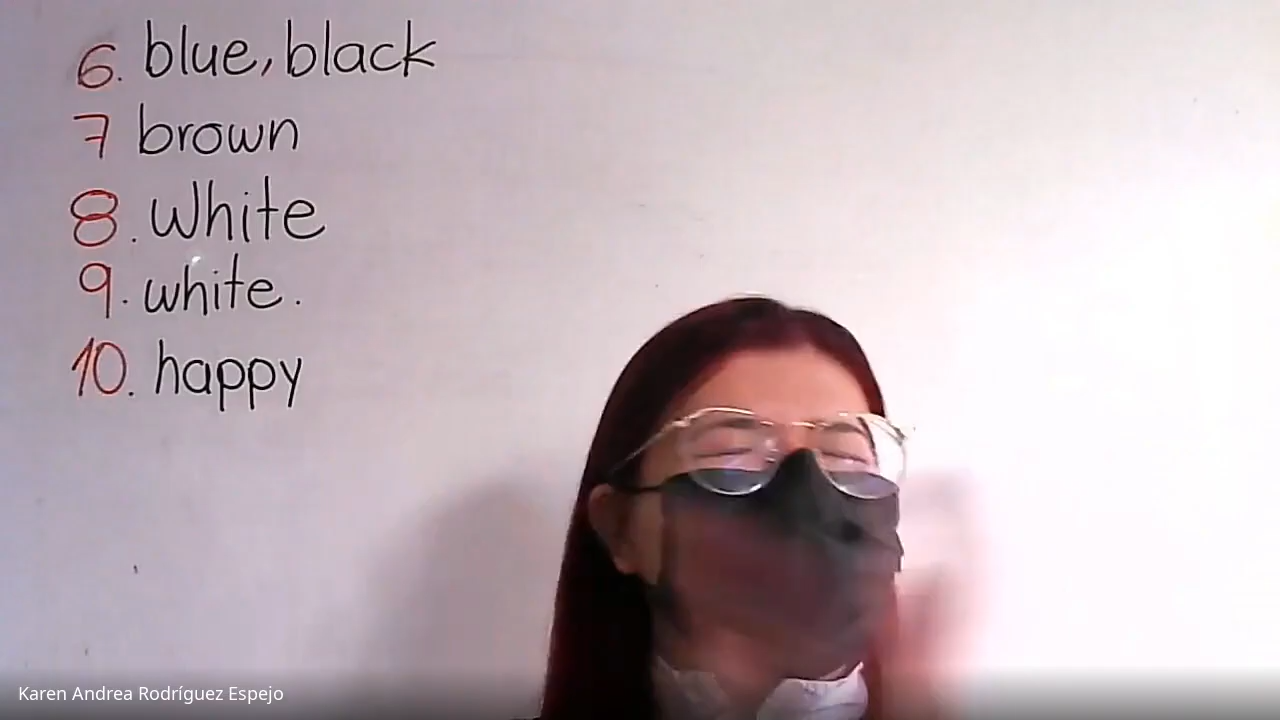 6. blue, black
7 brown
8. White
9. white.
10. happy
Karen Andrea Rodríguez Espejo